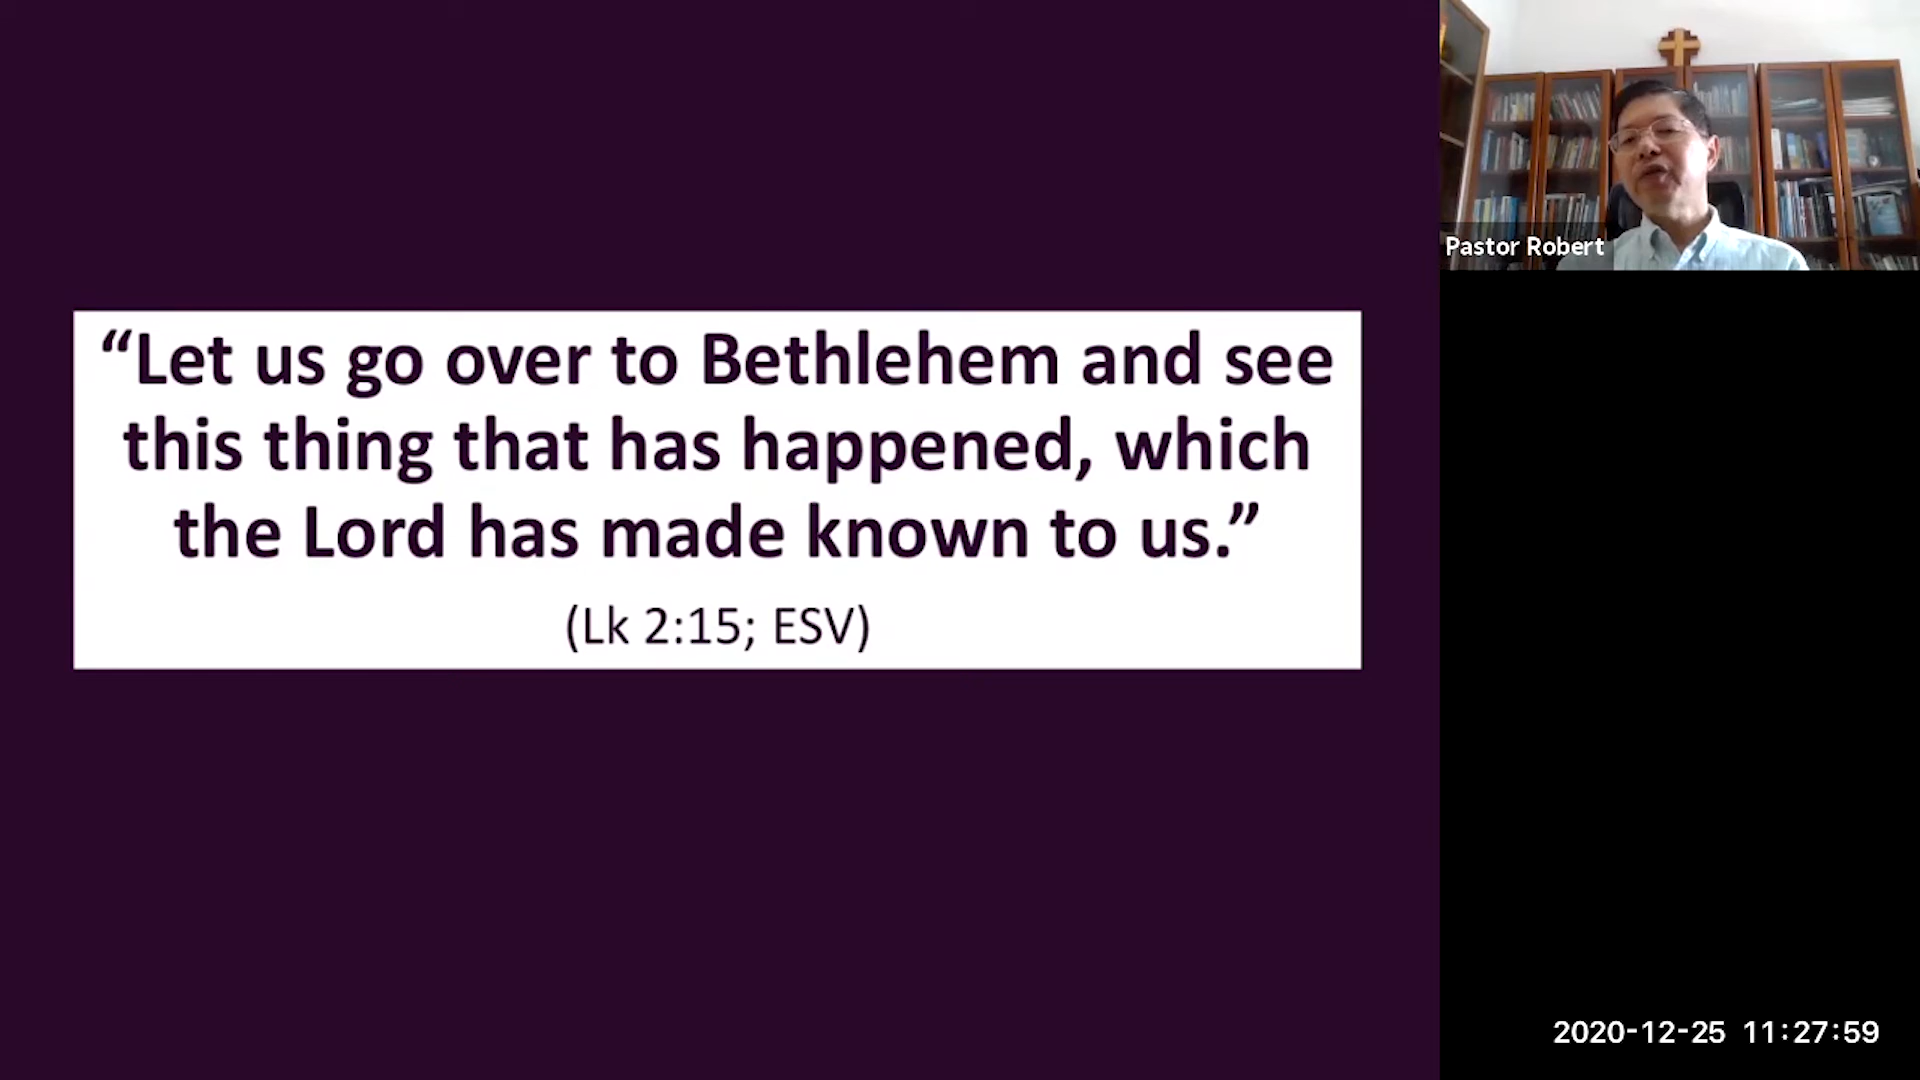 “Let us go over to Bethlehem and see
this thing that has happened, which
the Lord has made known to us.”
(Lk 2:15; ESV)
Pastor Robert
2020-12-25 11:27:59